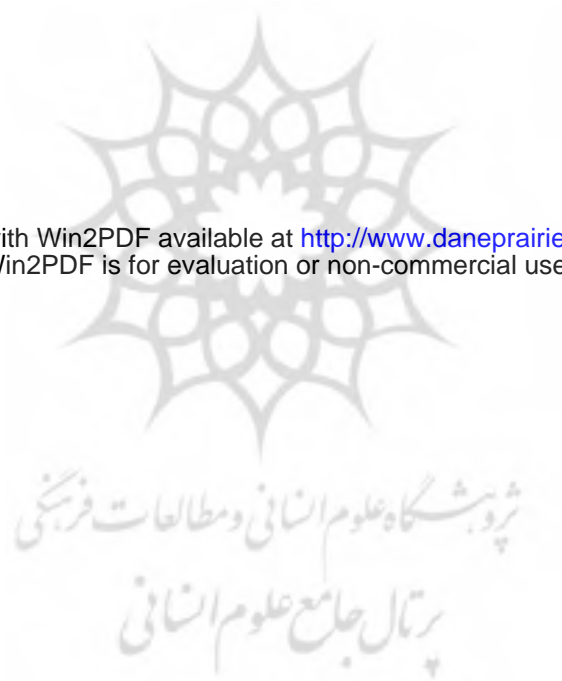 ith Win2PDF available at http://www.daneprairie
Win2PDF is for evaluation or non-commercial use
پژوهشگاه علوم انسانی و مطالعات فرهنگی
پرتال جامع علوم انسانی